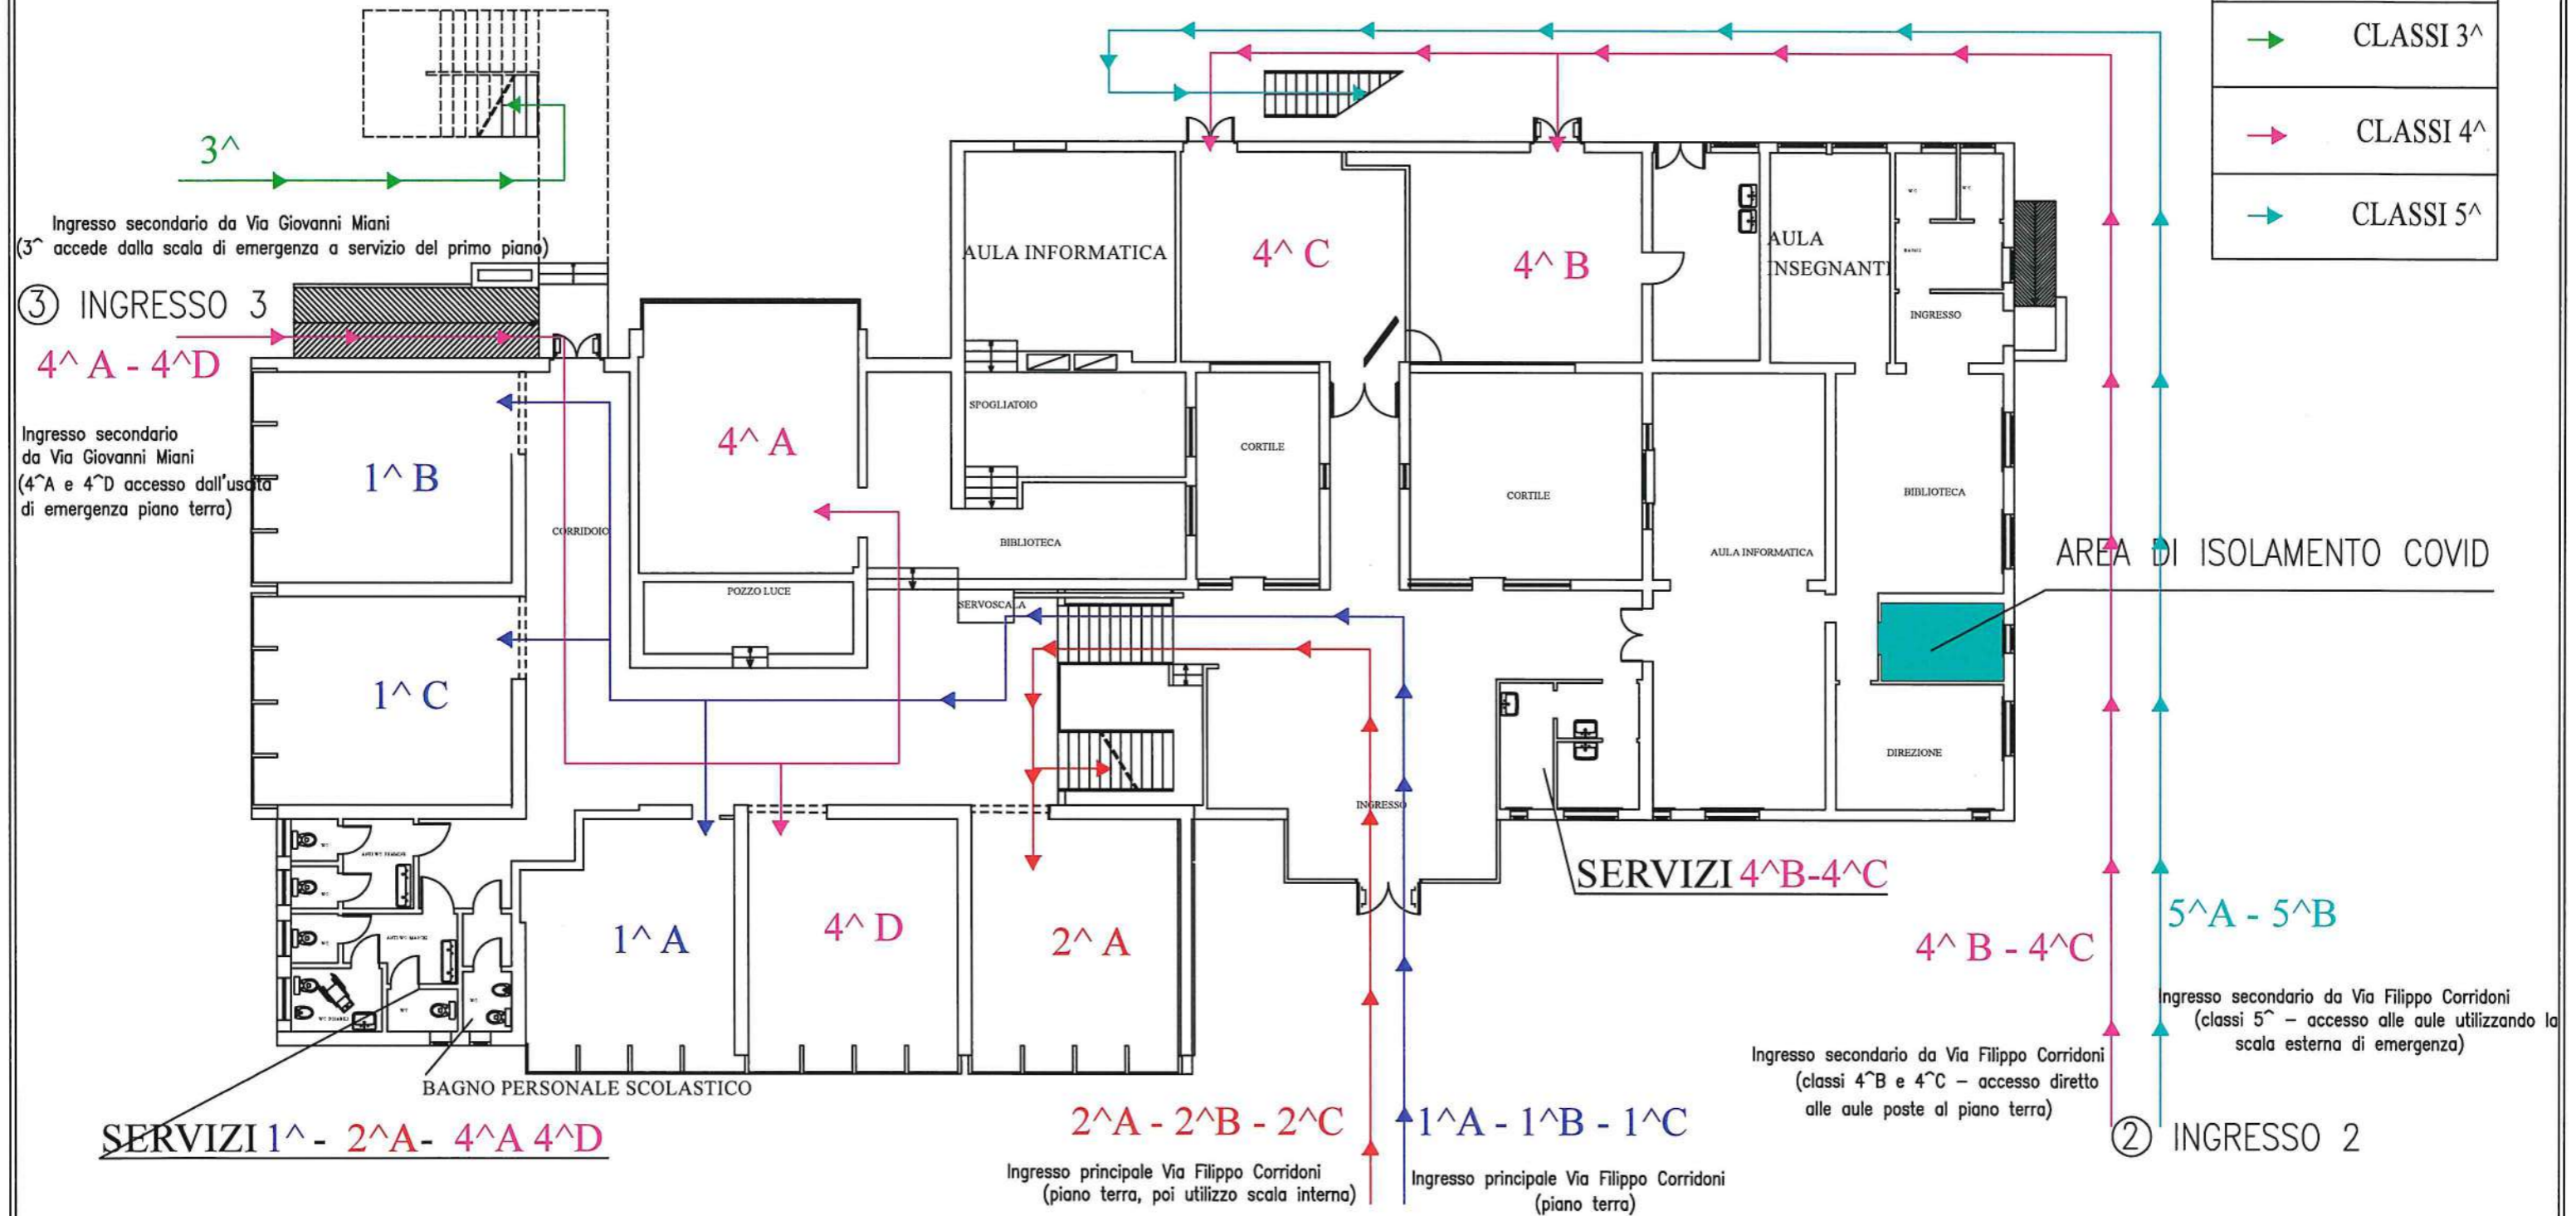 CLASSI 3^
CLASSI 4^
CLASSI 5^
3^
Ingresso secondario da Via Giovanni Miani
(3^ accede dalla scala di emergenza a servizio del primo piano)
3 INGRESSO 3
4^ A - 4^D
Ingresso secondario
da Via Giovanni Miani
(4^A e 4^D accesso dall'uscita
di emergenza piano terra)
AULA INFORMATICA
4^ C
4^ B
AULA
INSEGNANTI
WC
WC
INGRESSO
1^ B
4^ A
SPOGLIATOIO
CORTILE
CORTILE
BIBLIOTECA
CORRIDOIO
BIBLIOTECA
AULA INFORMATICA
AREA DI ISOLAMENTO COVID
POZZO LUCE
SERVOSCALA
1^ C
DIREZIONE
INGRESSO
SERVIZI 4^B-4^C
1^ A
4^ D
2^ A
4^ B - 4^C
5^A - 5^B
Ingresso secondario da Via Filippo Corridoni
(classi 5^ - accesso alle aule utilizzando la
scala esterna di emergenza)
Ingresso secondario da Via Filippo Corridoni
(classi 4^B e 4^C - accesso diretto
alle aule poste al piano terra)
2 INGRESSO 2
BAGNO PERSONALE SCOLASTICO
SERVIZI 1^ - 2^A- 4^A 4^D
2^A - 2^B - 2^C
Ingresso principale Via Filippo Corridoni
(piano terra, poi utilizzo scala interna)
1^A - 1^B - 1^C
Ingresso principale Via Filippo Corridoni
(piano terra)